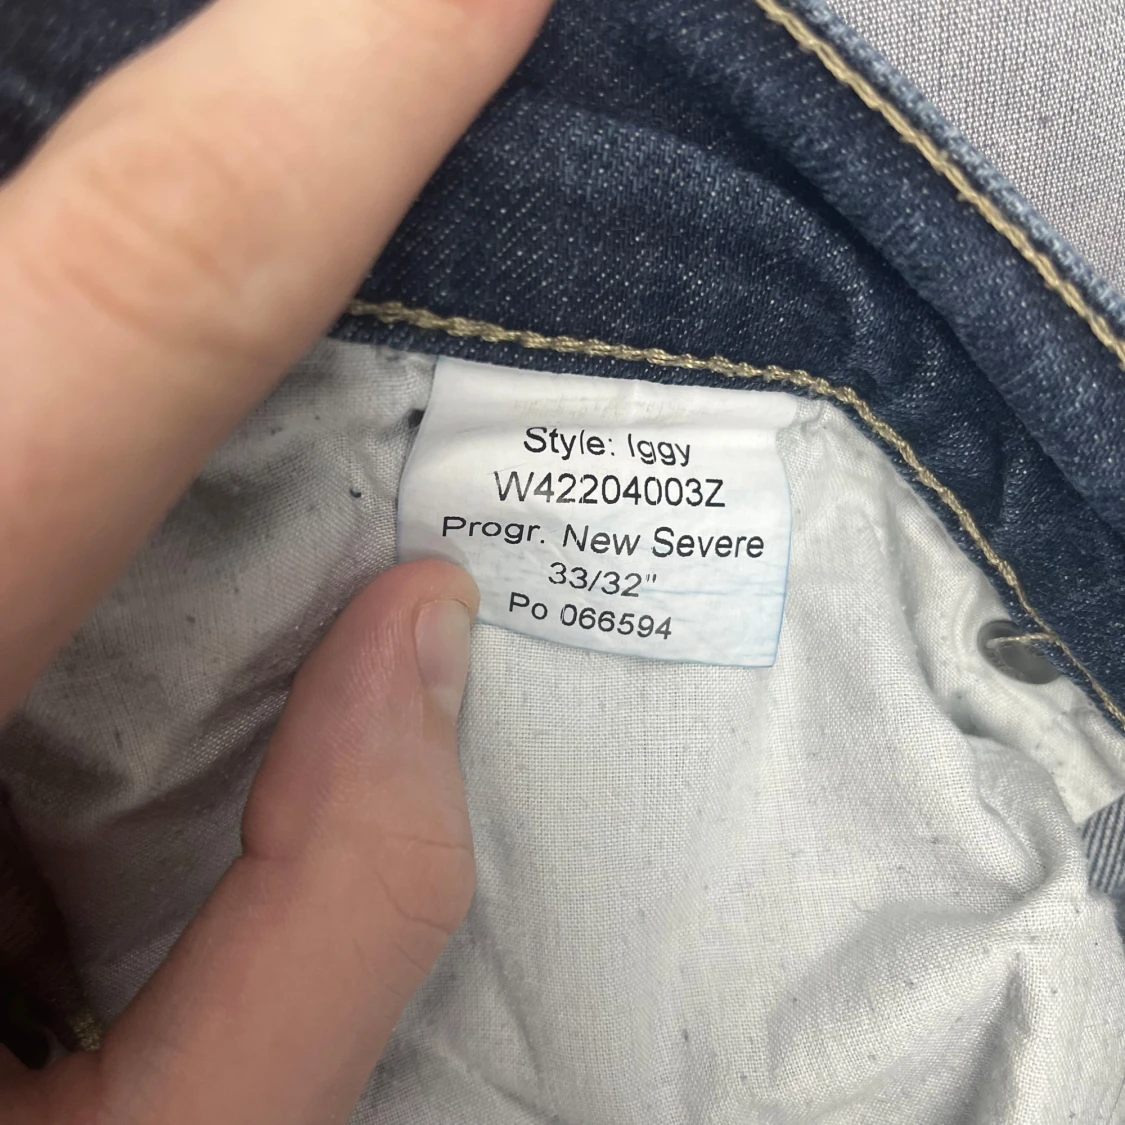 Style: Iggy
W42204003Z
Progr. New Severe
33/32"
Po 066594